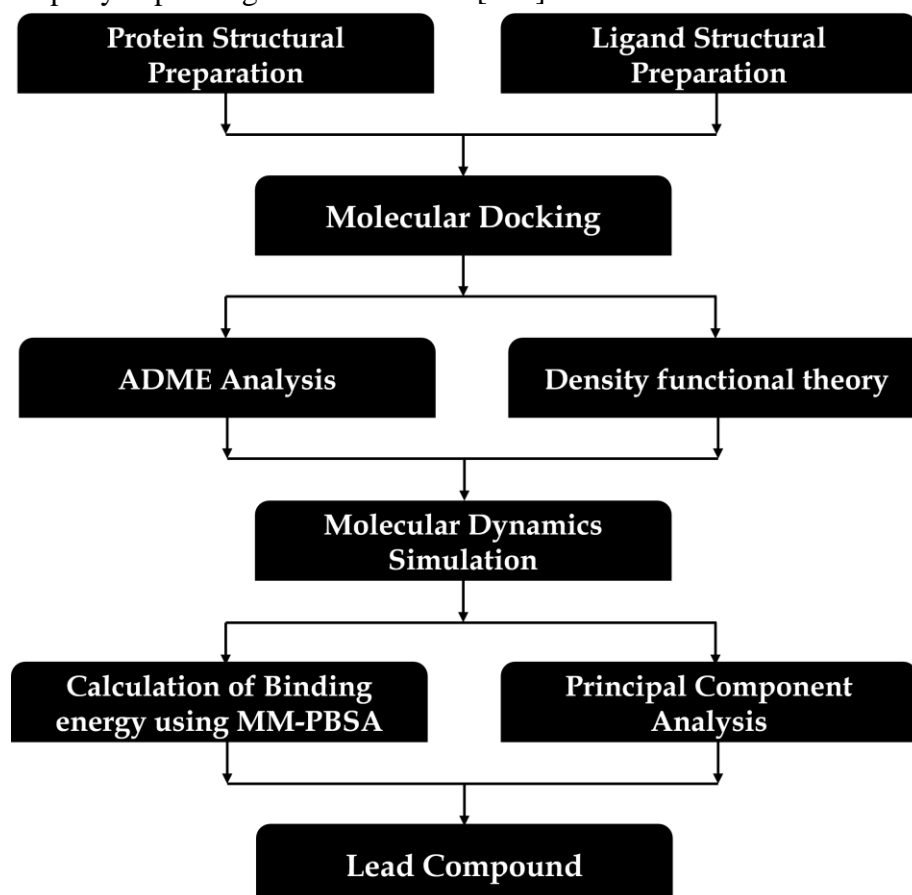 Protein Structural
Preparation
Ligand Structural
Preparation
Molecular Docking
ADME Analysis
Density functional theory
Molecular Dynamics
Simulation
Calculation of Binding
energy using MM-PBSA
Principal Component
Analysis
Lead Compound